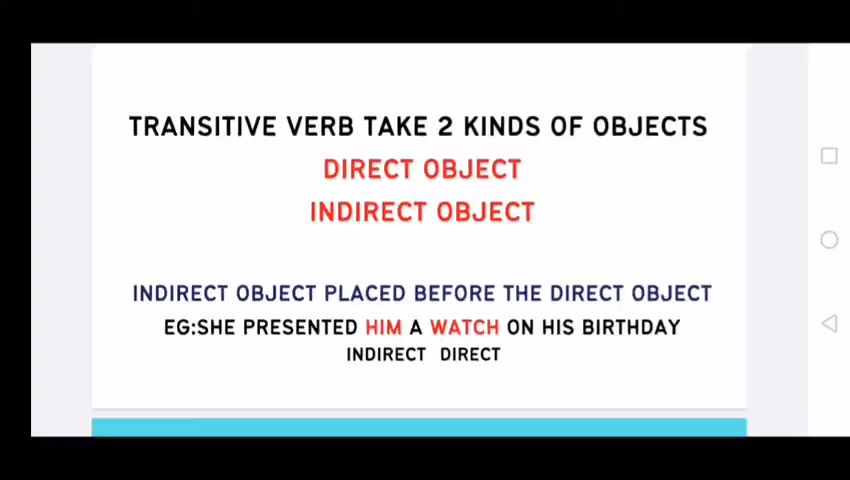 TRANSITIVE VERB TAKE 2 KINDS OF OBJECTS
DIRECT OBJECT
INDIRECT OBJECT
INDIRECT OBJECT PLACED BEFORE THE DIRECT OBJECT
EG:SHE PRESENTED HIM A WATCH ON HIS BIRTHDAY
INDIRECT DIRECT